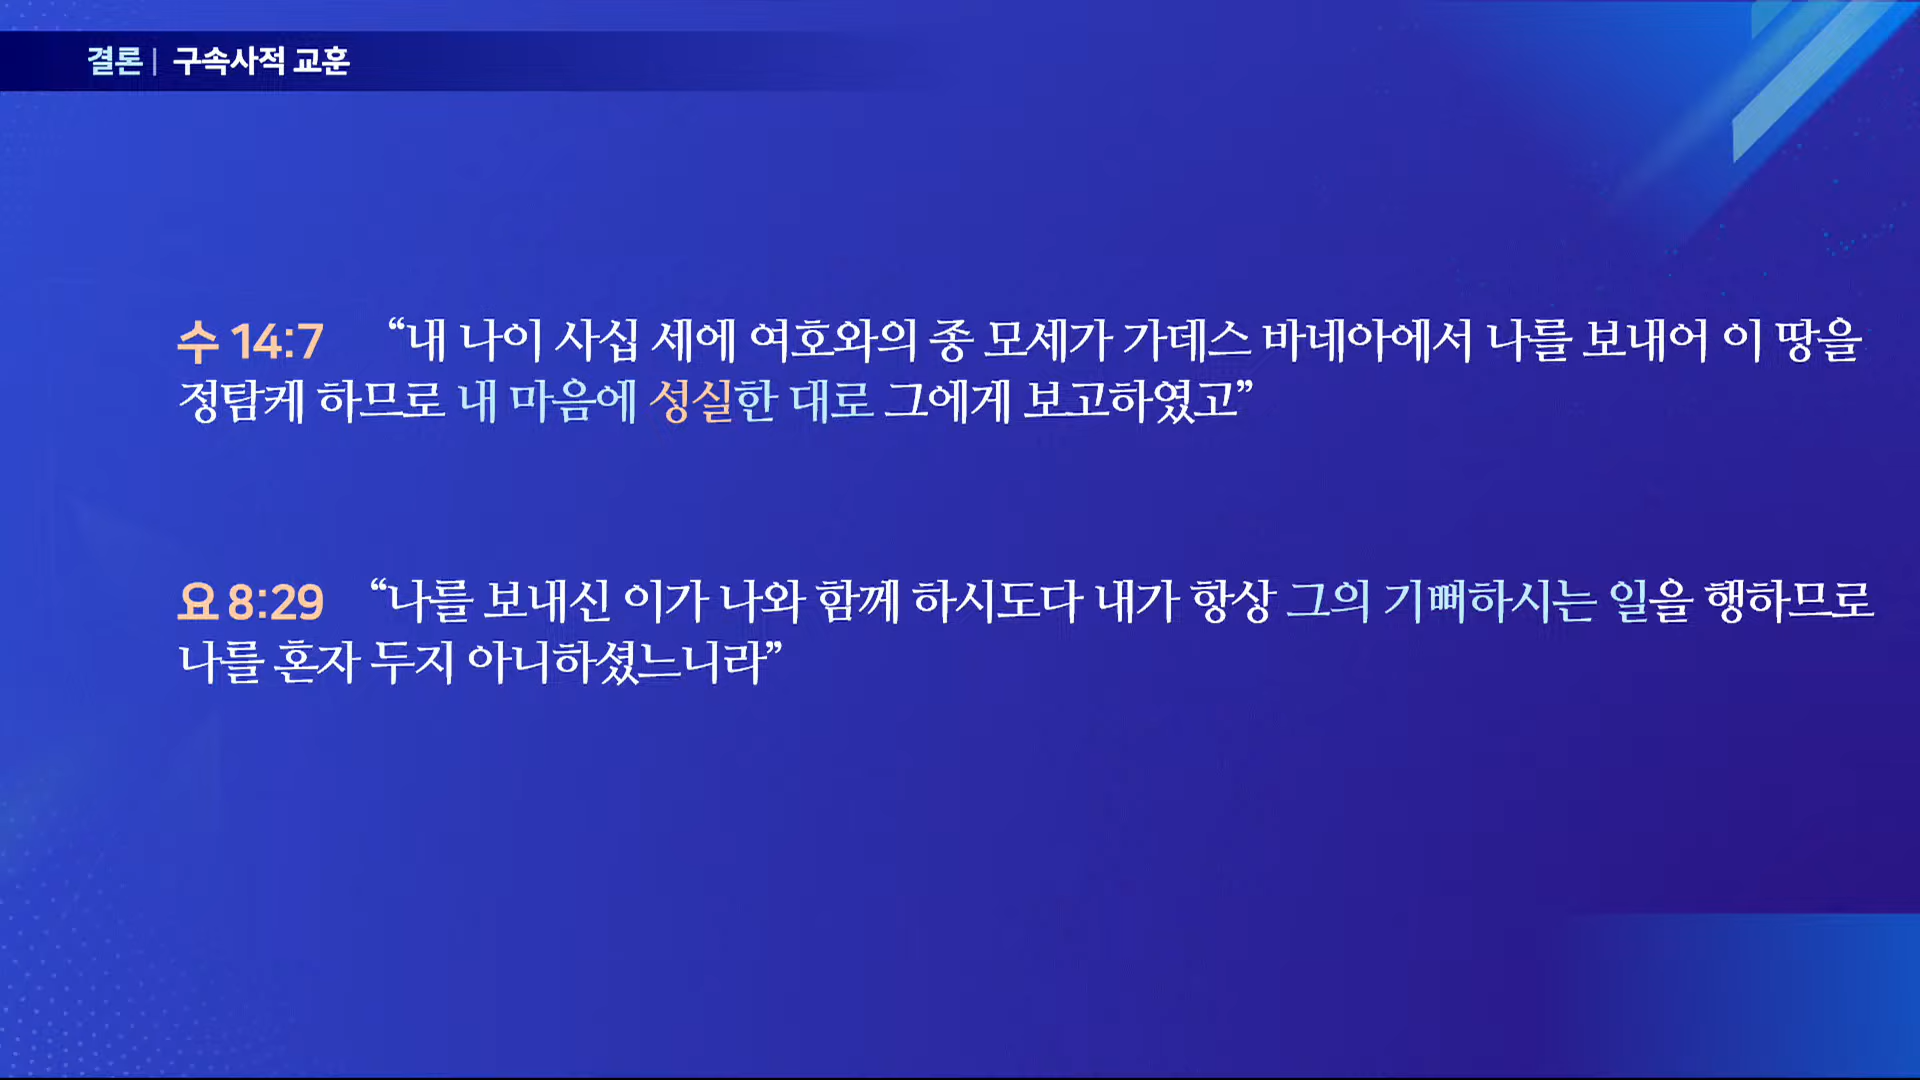 결론 | 구속사적 교훈
수 14:7 “내 나이 사십 세에 여호와의 종 모세가 가데스 바네아에서 나를 보내어 이 땅을
정탐케 하므로 내 마음에 성실한 대로 그에게 보고하였고”
요 8:29 “나를 보내신 이가 나와 함께 하시도다 내가 항상 그의 기뻐하시는 일을 행하므로
나를 혼자 두지 아니하셨느니라”